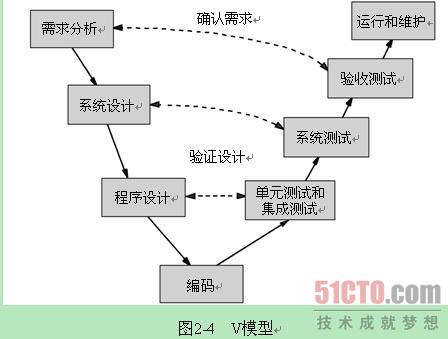 需求分析
确认需求
运行和维护
验收测试
系统设计
系统测试
验证设计
程序设计
单元测试和
集成测试
编码
51CTO.com
技术成就梦想
图2-4 V模型